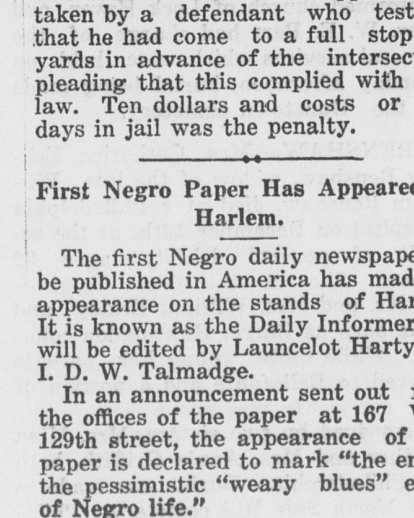 taken by a defendant who test
that he had come to a full stop
yards in advance of the intersec
pleading that this complied with
law. Ten dollars and costs or
days in jail was the penalty.
First Negro Paper Has Appeare
Harlem.
The first Negro daily newspape
be published in America has mad
appearance on the stands of Har
It is known as the Daily Informer
will be edited by Launcelot Harty
I. D. W. Talmadge.
In an announcement sent out
the offices of the paper at 167 W
129th street, the appearance of
paper is declared to mark "the en
the pessimistic "weary blues" e
of Negro life."